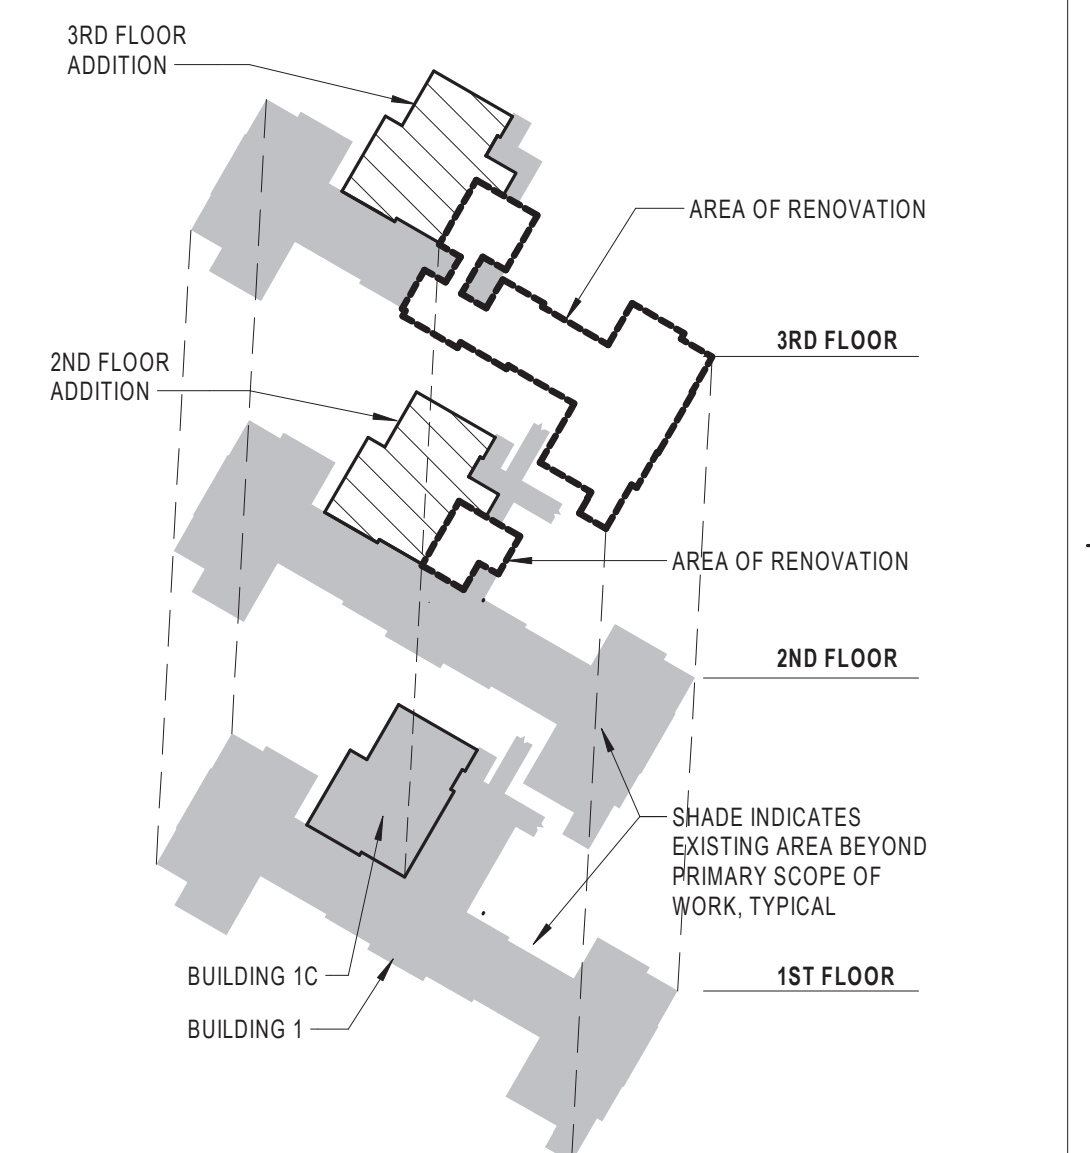 3RD FLOOR
ADDITION
AREA OF RENOVATION
3RD FLOOR
2ND FLOOR
ADDITION
AREA OF RENOVATION
2ND FLOOR
SHADE INDICATES
EXISTING AREA BEYOND
PRIMARY SCOPE OF
WORK, TYPICAL
BUILDING 1C
1ST FLOOR
BUILDING 1